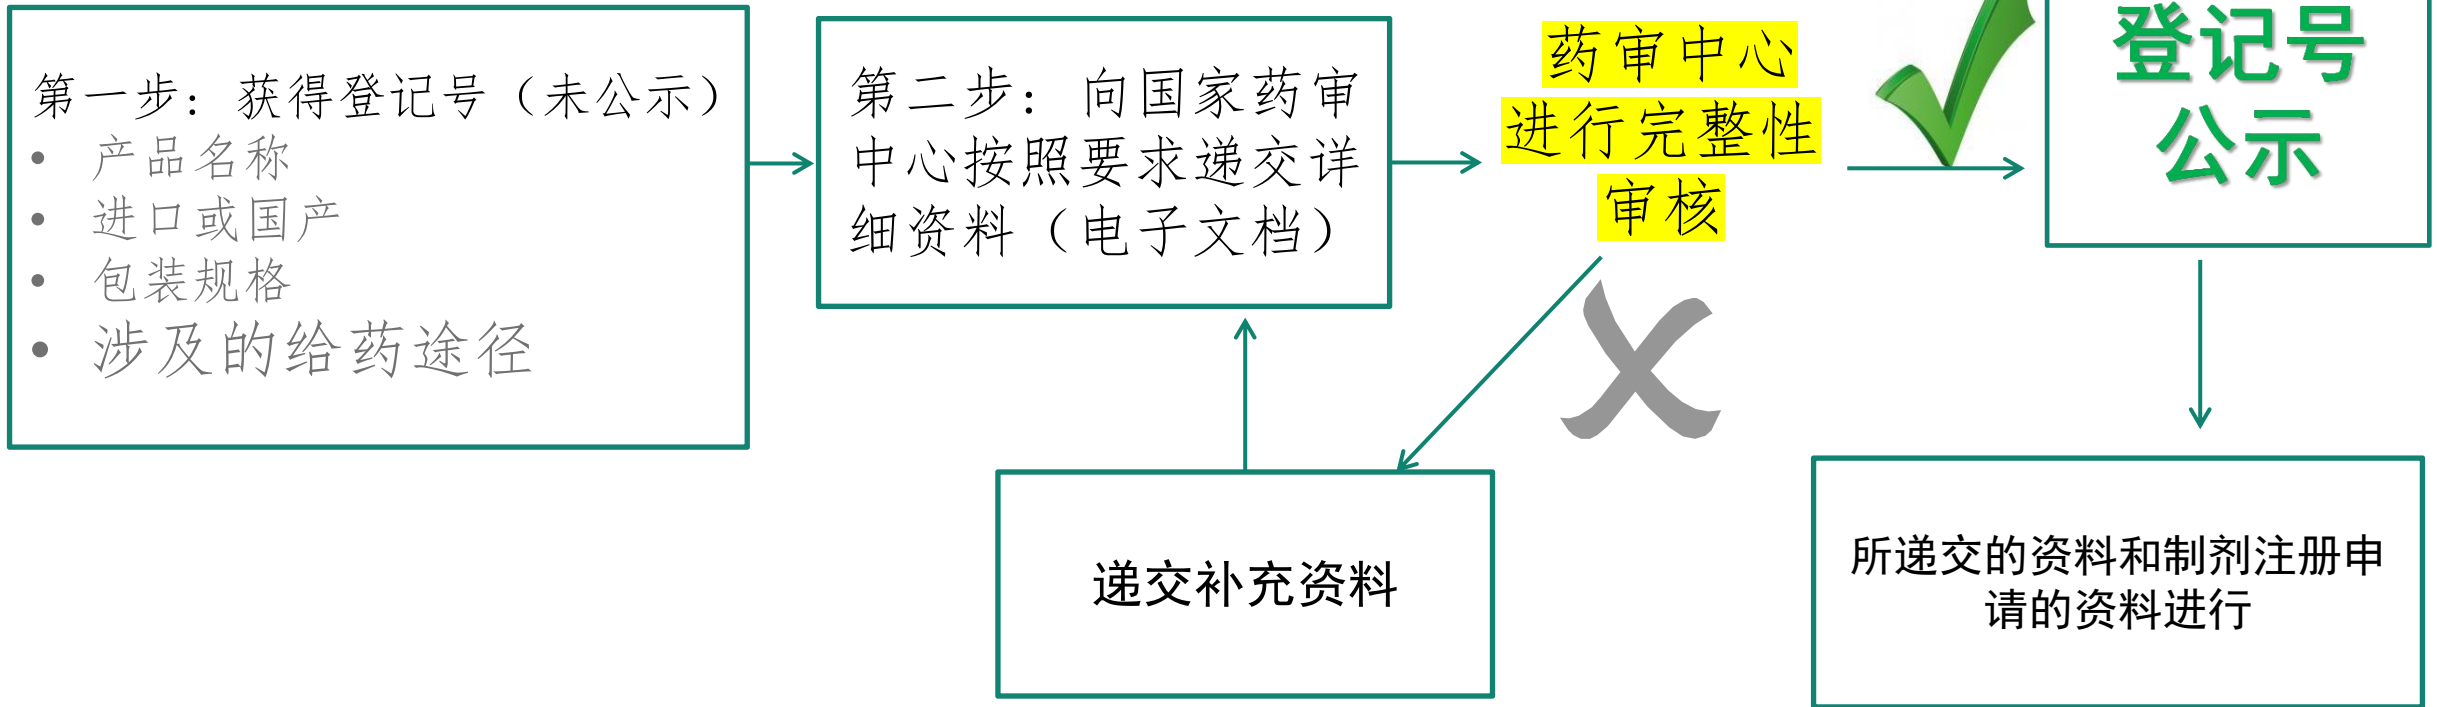 第一步：获得登记号（未公示）
• 产品名称
• 进口或国产
• 包装规格
• 涉及的给药途径
第二步：向国家药审
中心按照要求递交详
细资料（电子文档）
药审中心
进行完整性
审核
登记号
公示
递交补充资料
所递交的资料和制剂注册申
请的资料进行